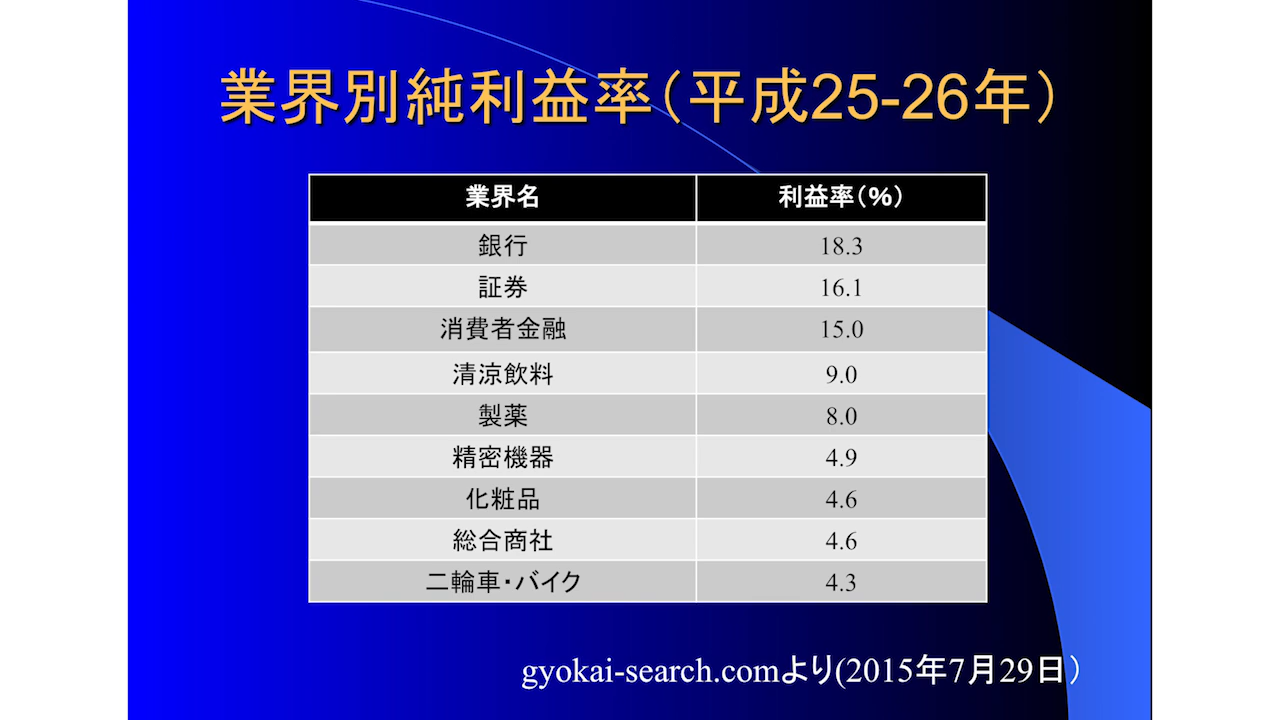 業界別純利益率（平成25-26年）
業界名 利益率（%）
銀行 18.3
証券 16.1
消費者金融 15.0
清涼飲料 9.0
製薬 8.0
精密機器 4.9
化粧品 4.6
総合商社 4.6
二輪車・バイク 4.3
gyokai-search.comより(2015年7月29日）